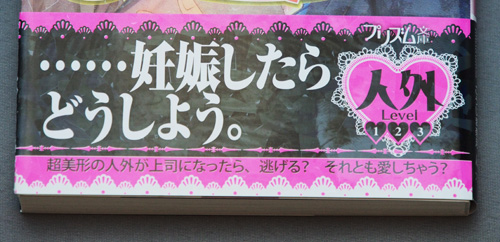 プリズム文庫
……妊娠したら
どうしよう。
人外
Level
1 2 3
超美形の人外が上司になったら、逃げる? それとも愛しちゃう?